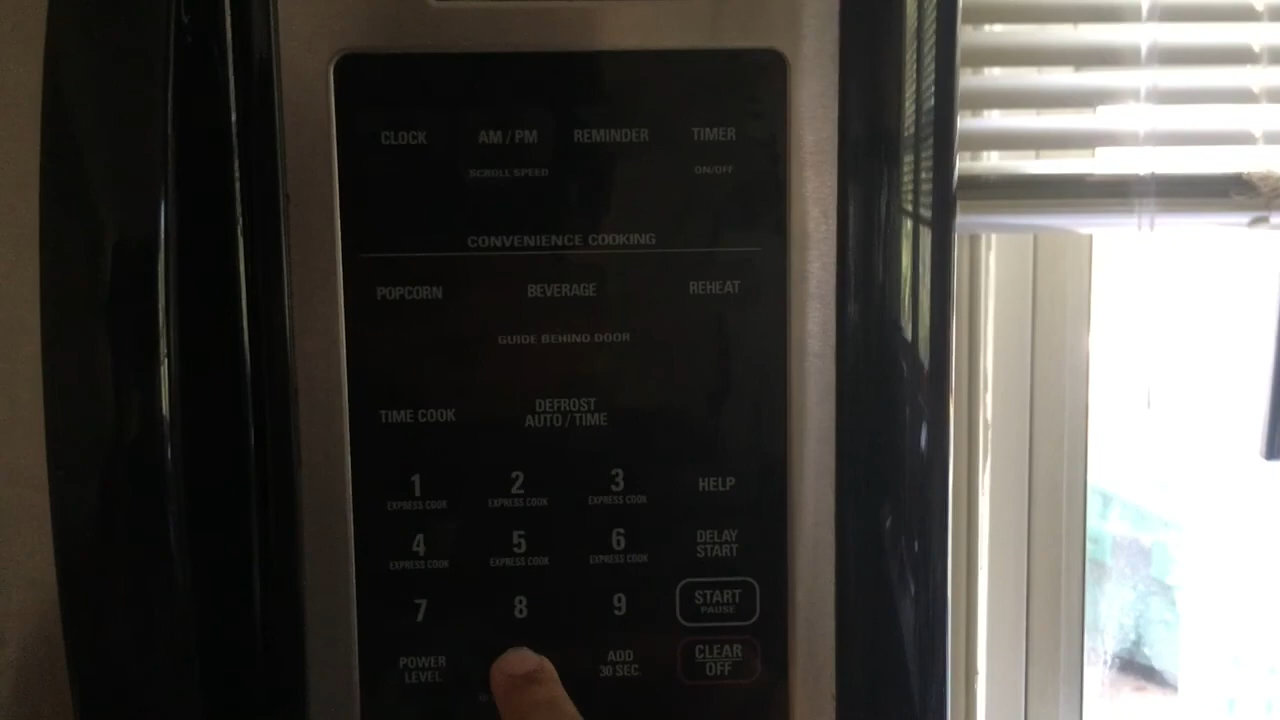 CLOCK AM / PM REMINDER TIMER
SCROLL SPEED ON/OFF
CONVENIENCE COOKING
POPCORN BEVERAGE REHEAT
GUIDE BEHIND DOOR
TIME COOK DEFROST
AUTO / TIME
1 2 3 HELP
EXPRESS COOK EXPRESS COOK EXPRESS COOK
4 5 6 DELAY
START
EXPRESS COOK EXPRESS COOK EXPRESS COOK
7 8 9 START
PAUSE
POWER
LEVEL
ADD
30 SEC
CLEAR
OFF